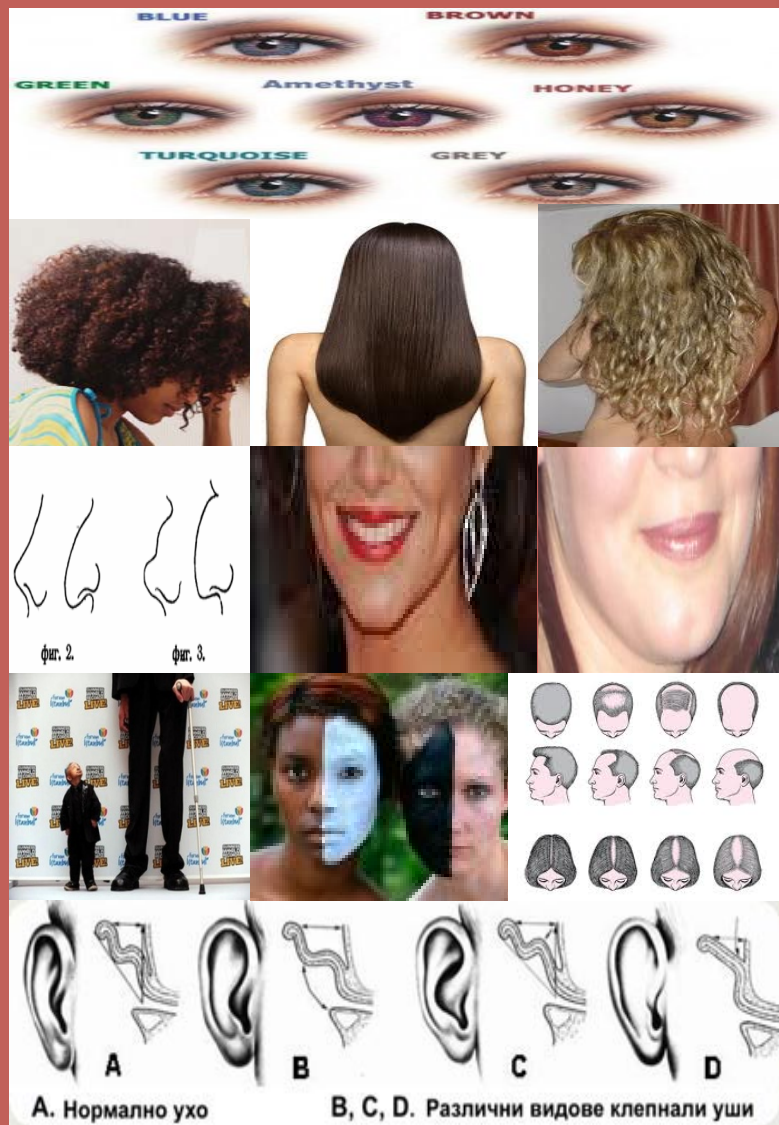 BLUE BROWN
GREEN Amethyst HONEY
TURQUOISE GREY
фиг. 2. фиг. 3.
A B C D
A. Нормално ухо B, C, D. Различни видове клепнали уши